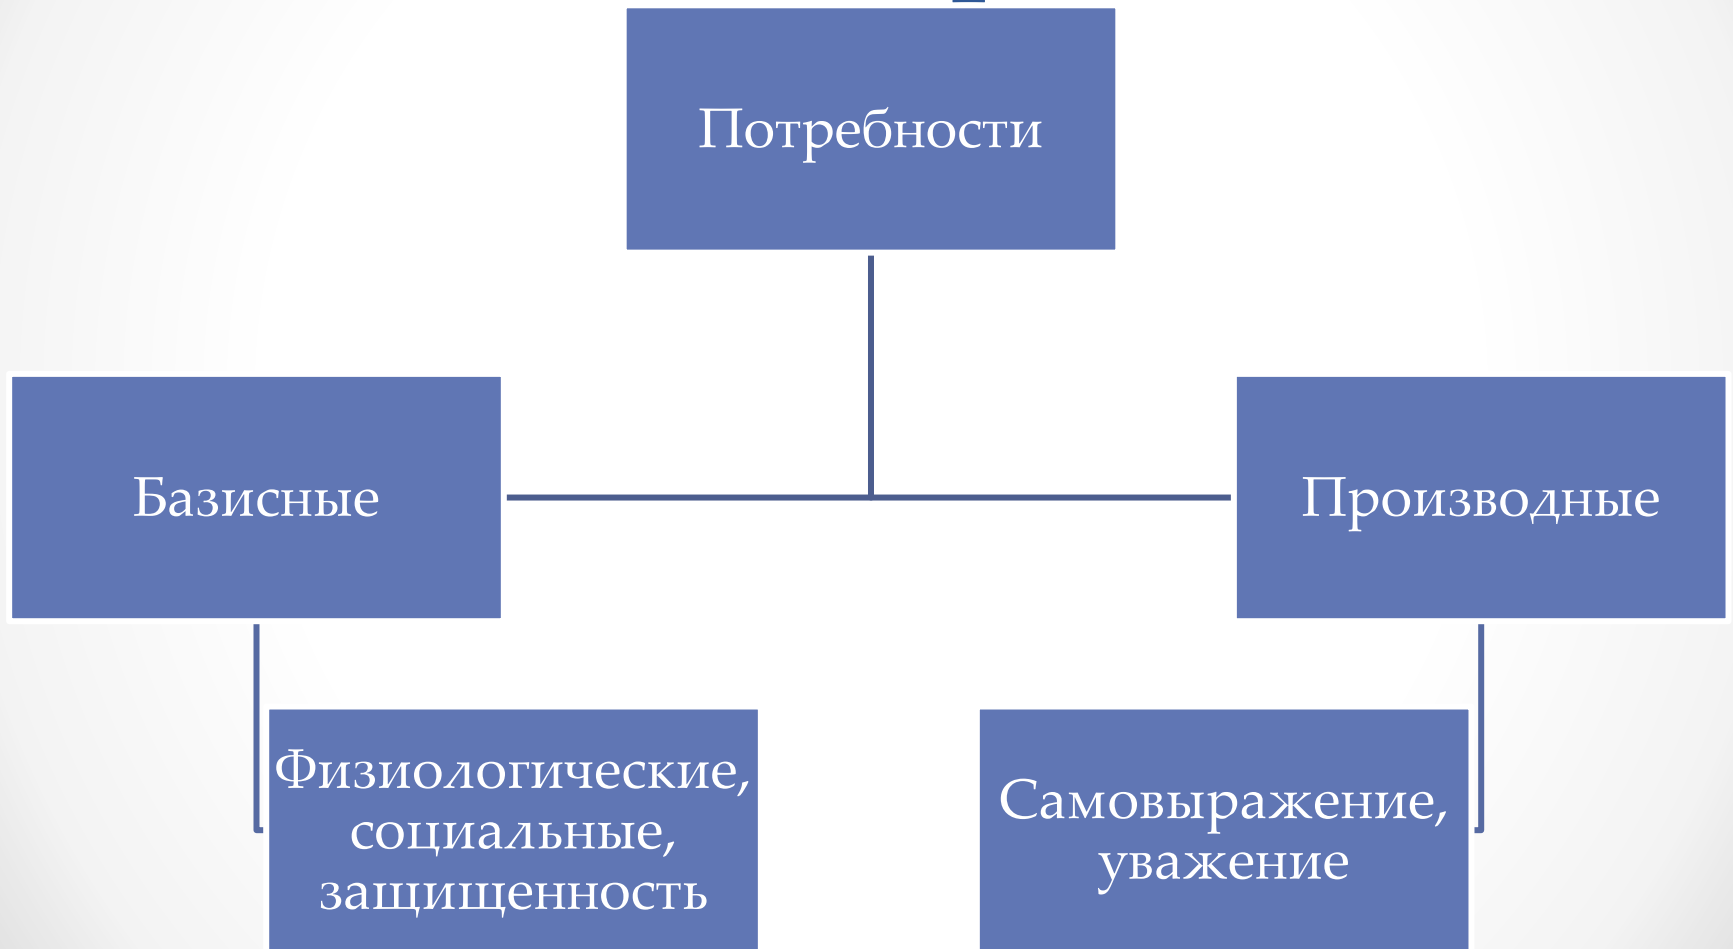 Потребности
Базисные
Производные
Физиологические,
социальные,
защищенность
Самовыражение,
уважение